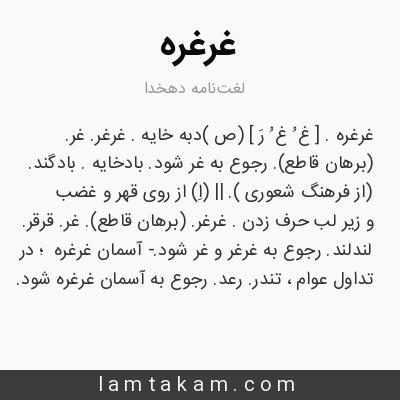 غرغره
لغت‌نامه دهخدا
غرغره . [ غ ُ غ ُ رَ ] (ص )دبه خایه . غرغر. غر.
(برهان قاطع). رجوع به غر شود. بادخایه . بادگند.
(از فرهنگ شعوری ). || (اِ) از روی قهر و غضب
و زیر لب حرف زدن . غرغر. (برهان قاطع). غر. قرقر.
لندلند. رجوع به غرغر و غر شود.- آسمان غرغره ؛ در
تداول عوام ، تندر. رعد. رجوع به آسمان غرغره شود.
lamtakam.com